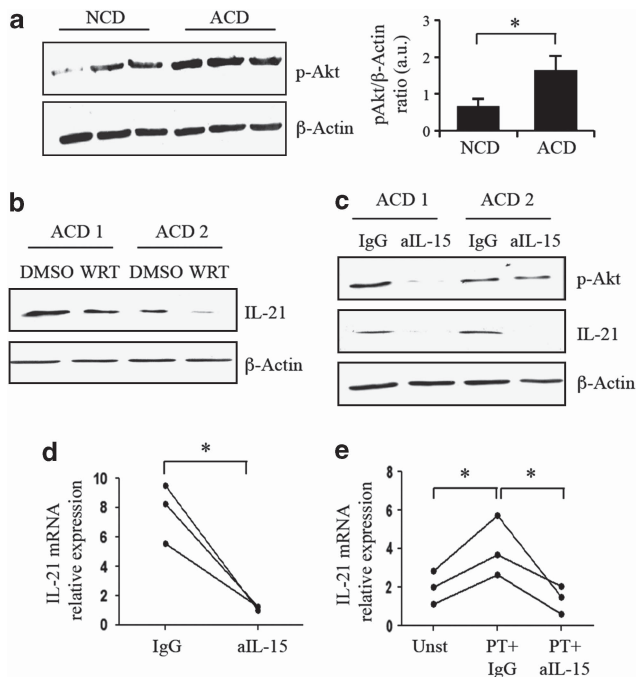 a
NCD ACD
p-Akt
β-Actin
pAkt/β-Actin
ratio (a.u.)
3
2
1
0
*
NCD ACD
b
ACD 1 ACD 2
DMSO WRT DMSO WRT
IL-21
β-Actin
c
ACD 1 ACD 2
IgG aIL-15 IgG aIL-15
p-Akt
IL-21
β-Actin
d
IL-21 mRNA
relative expression
10
8
6
4
2
0
*
IgG aIL-15
e
IL-21 mRNA
relative expression
8
6
4
2
0
* *
Unst PT+ PT+
IgG aIL-15